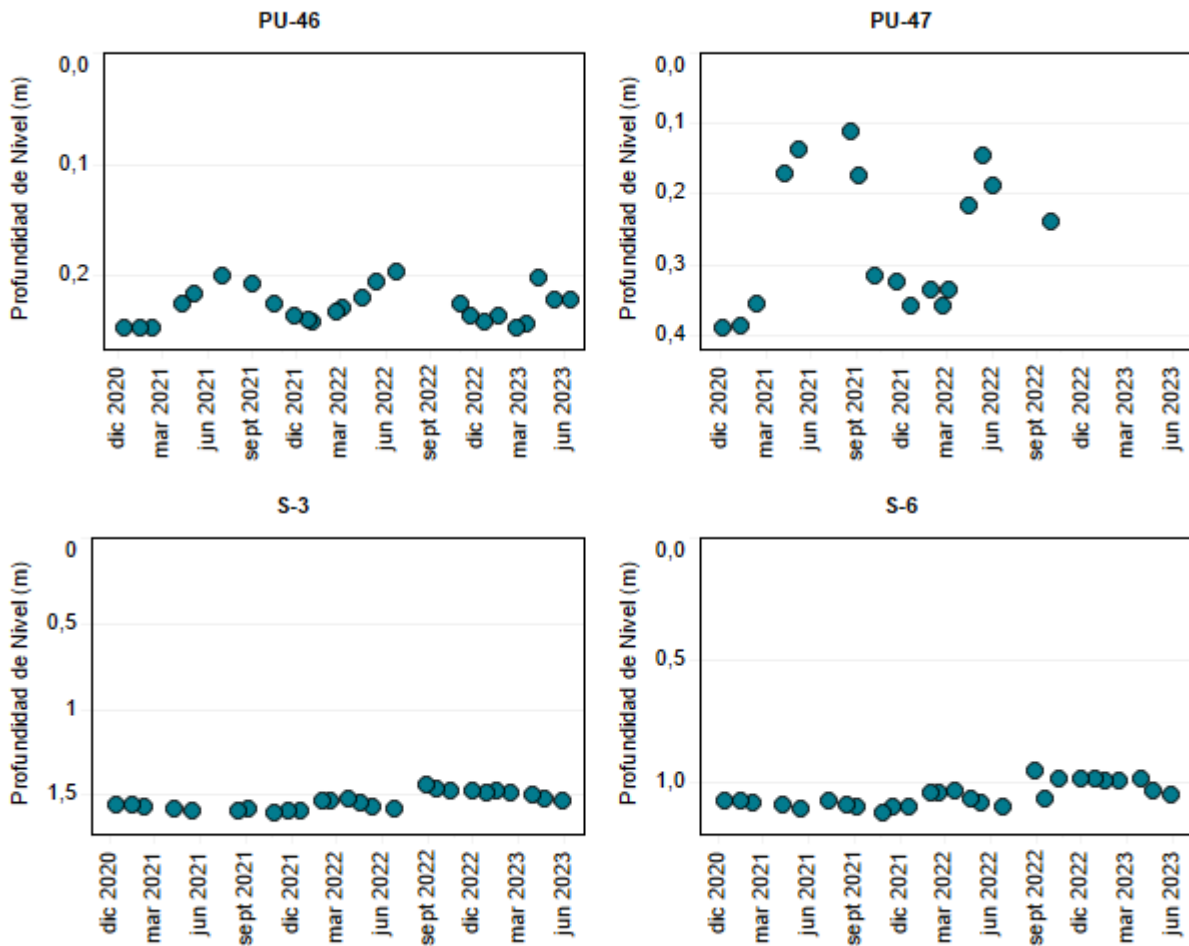 PU-46
Profundidad de Nivel (m)
0,0
0,1
0,2
dic 2020
mar 2021
jun 2021
sept 2021
dic 2021
mar 2022
jun 2022
sept 2022
dic 2022
mar 2023
jun 2023
PU-47
Profundidad de Nivel (m)
0,0
0,1
0,2
0,3
0,4
dic 2020
mar 2021
jun 2021
sept 2021
dic 2021
mar 2022
jun 2022
sept 2022
dic 2022
mar 2023
jun 2023
S-3
Profundidad de Nivel (m)
0
0,5
1
1,5
dic 2020
mar 2021
jun 2021
sept 2021
dic 2021
mar 2022
jun 2022
sept 2022
dic 2022
mar 2023
jun 2023
S-6
Profundidad de Nivel (m)
0,0
0,5
1,0
dic 2020
mar 2021
jun 2021
sept 2021
dic 2021
mar 2022
jun 2022
sept 2022
dic 2022
mar 2023
jun 2023